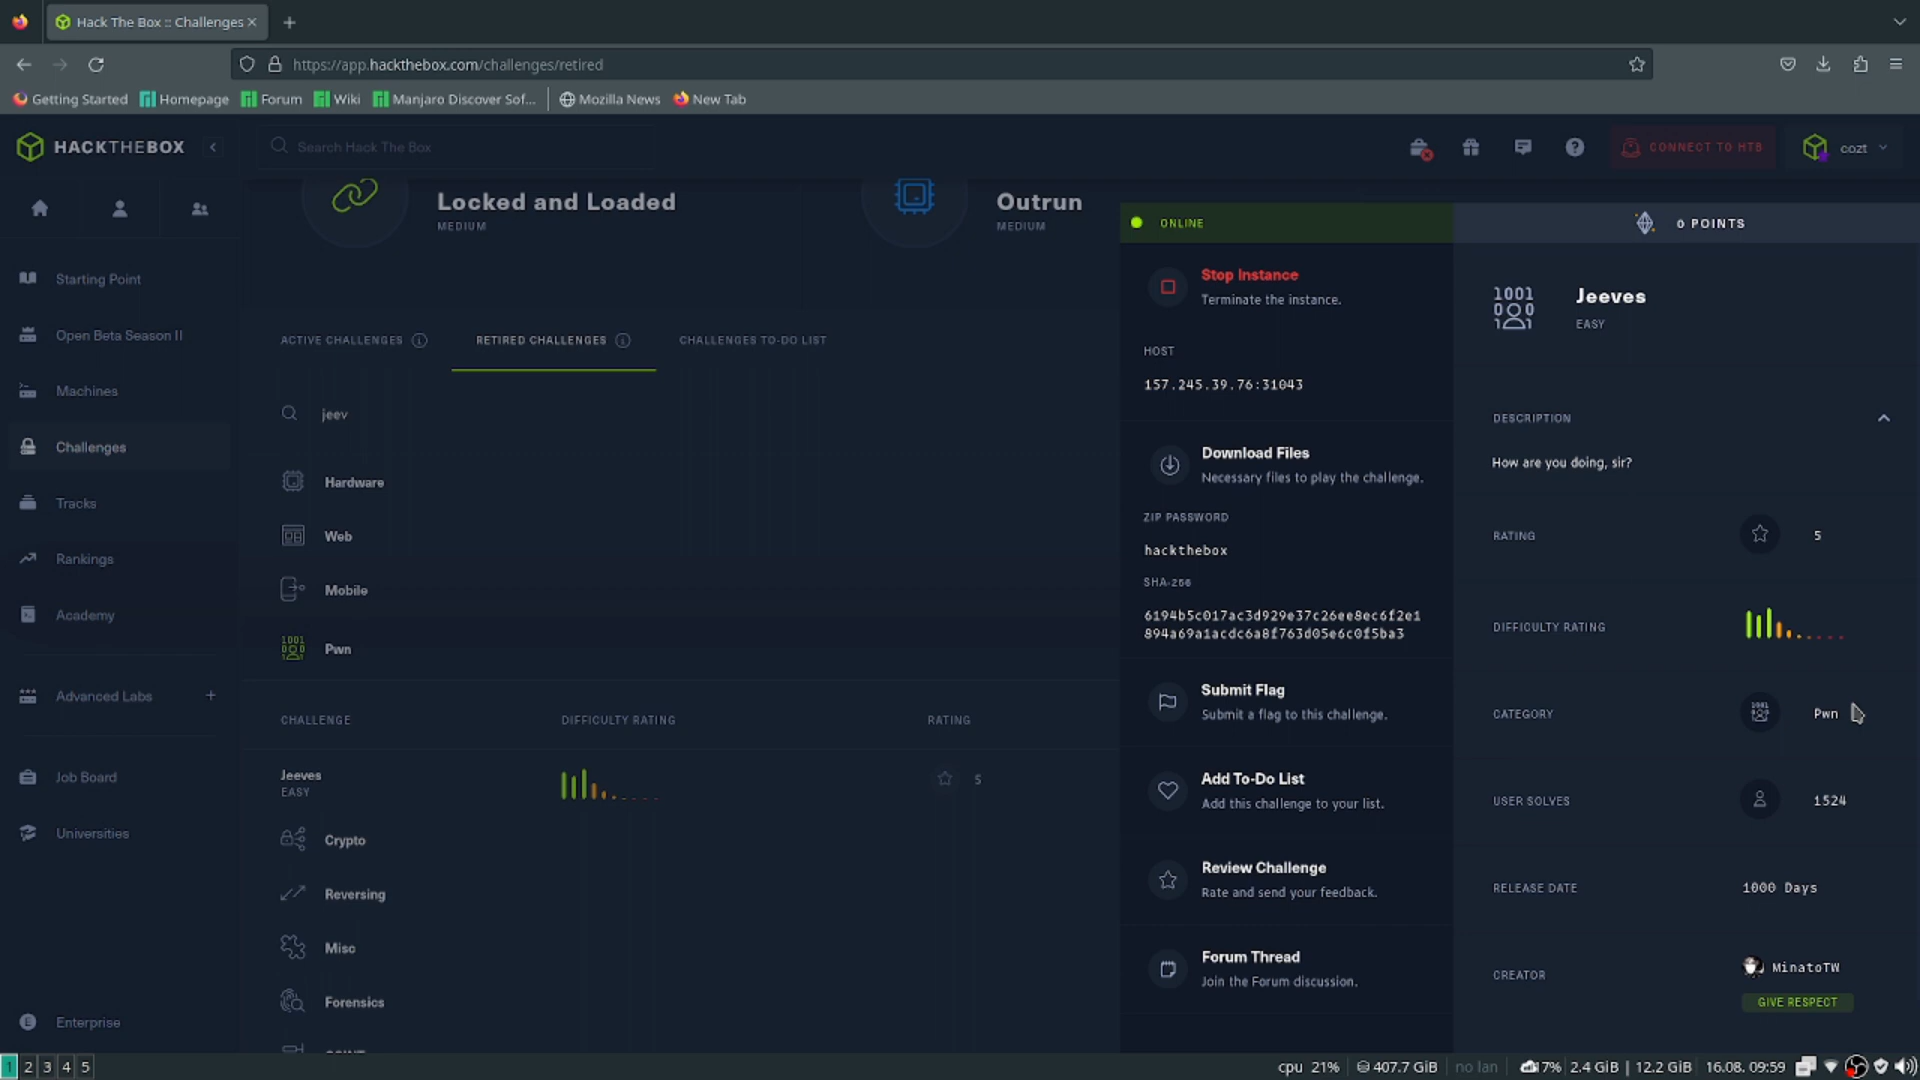 Hack The Box :: Challenges
https://app.hackthebox.com/challenges/retired
Getting Started
Homepage
Forum
Wiki
Manjaro Discover Sof...
Mozilla News
New Tab
HACKTHEBOX
Search Hack The Box
CONNECT TO HTB
cozt
Starting Point
Open Beta Season II
Machines
Challenges
Tracks
Rankings
Academy
Advanced Labs
Job Board
Universities
Enterprise
Locked and Loaded
MEDIUM
Outrun
MEDIUM
ACTIVE CHALLENGES
RETIRED CHALLENGES
CHALLENGES TO-DO LIST
jeev
Hardware
Web
Mobile
Pwn
CHALLENGE
DIFFICULTY RATING
RATING
Jeeves
EASY
5
Crypto
Reversing
Misc
Forensics
ONLINE
Stop Instance
Terminate the instance.
HOST
157.245.39.76:31043
Download Files
Necessary files to play the challenge.
ZIP PASSWORD
hackthebox
SHA-256
6194b5c017ac3d929e37c26ee8ec6f2e1
894a69a1acdc6a8f763d05e6c0f5ba3
Submit Flag
Submit a flag to this challenge.
Add To-Do List
Add this challenge to your list.
Review Challenge
Rate and send your feedback.
Forum Thread
Join the Forum discussion.
0 POINTS
1001
Jeeves
EASY
DESCRIPTION
How are you doing, sir?
RATING
5
DIFFICULTY RATING
CATEGORY
Pwn
USER SOLVES
1524
RELEASE DATE
1000 Days
CREATOR
MinatoTW
GIVE RESPECT
1 2 3 4 5
cpu 21%
407.7 GiB
no lan
17%
2.4 GiB | 12.2 GiB
16.08. 09:59